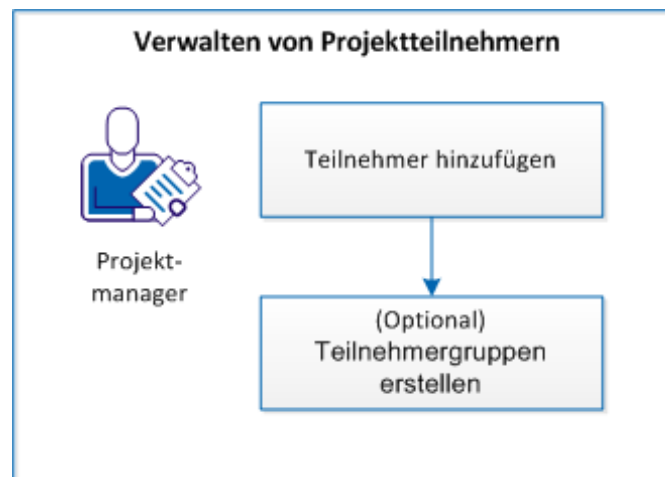 Verwalten von Projektteilnehmern
Teilnehmer hinzufügen
Projekt-
manager
(Optional)
Teilnehmergruppen
erstellen